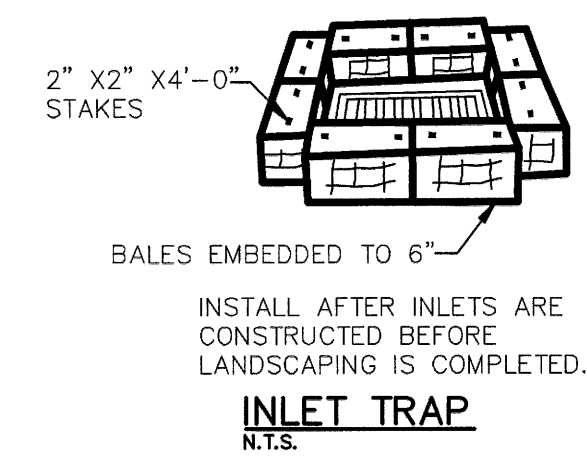 2" X2" X4'-0"
STAKES
BALES EMBEDDED TO 6"
INSTALL AFTER INLETS ARE
CONSTRUCTED BEFORE
LANDSCAPING IS COMPLETED.
INLET TRAP
N.T.S.